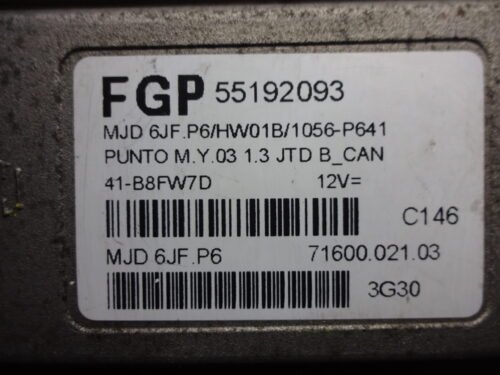 FGP 55192093
MJD 6JF.P6/HW01B/1056-P641
PUNTO M.Y.03 1.3 JTD B_CAN
41-B8FW7D 12V=
C146
MJD 6JF.P6 71600.021.03
3G30